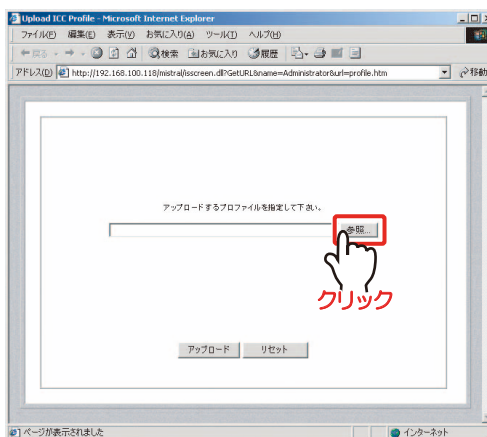 Upload ICC Profile - Microsoft Internet Explorer
ファイル(F) 編集(E) 表示(V) お気に入り(A) ツール(T) ヘルプ(H)
戻る 検索 お気に入り 履歴
アドレス(D) http://192.168.100.118/mistral/isscreen.dll?GetURL&name=Administrator&url=profile.htm 移動
アップロードするプロファイルを指定して下さい。
参照...
クリック
アップロード リセット
ページが表示されました インターネット